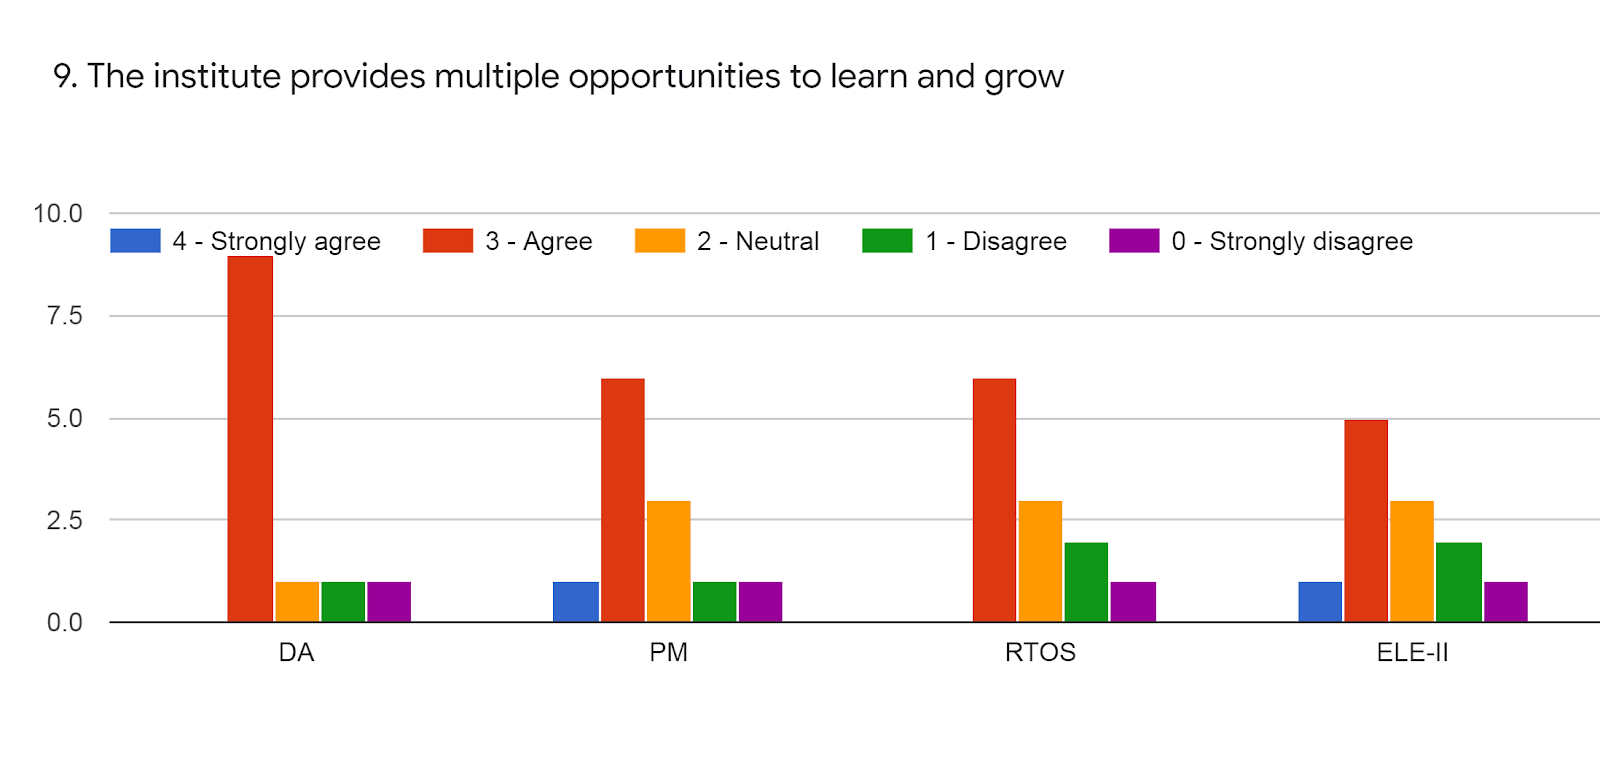 9. The institute provides multiple opportunities to learn and grow
10.0
4 - Strongly agree 3 - Agree 2 - Neutral 1 - Disagree 0 - Strongly disagree
7.5
5.0
2.5
0.0
DA PM RTOS ELE-II